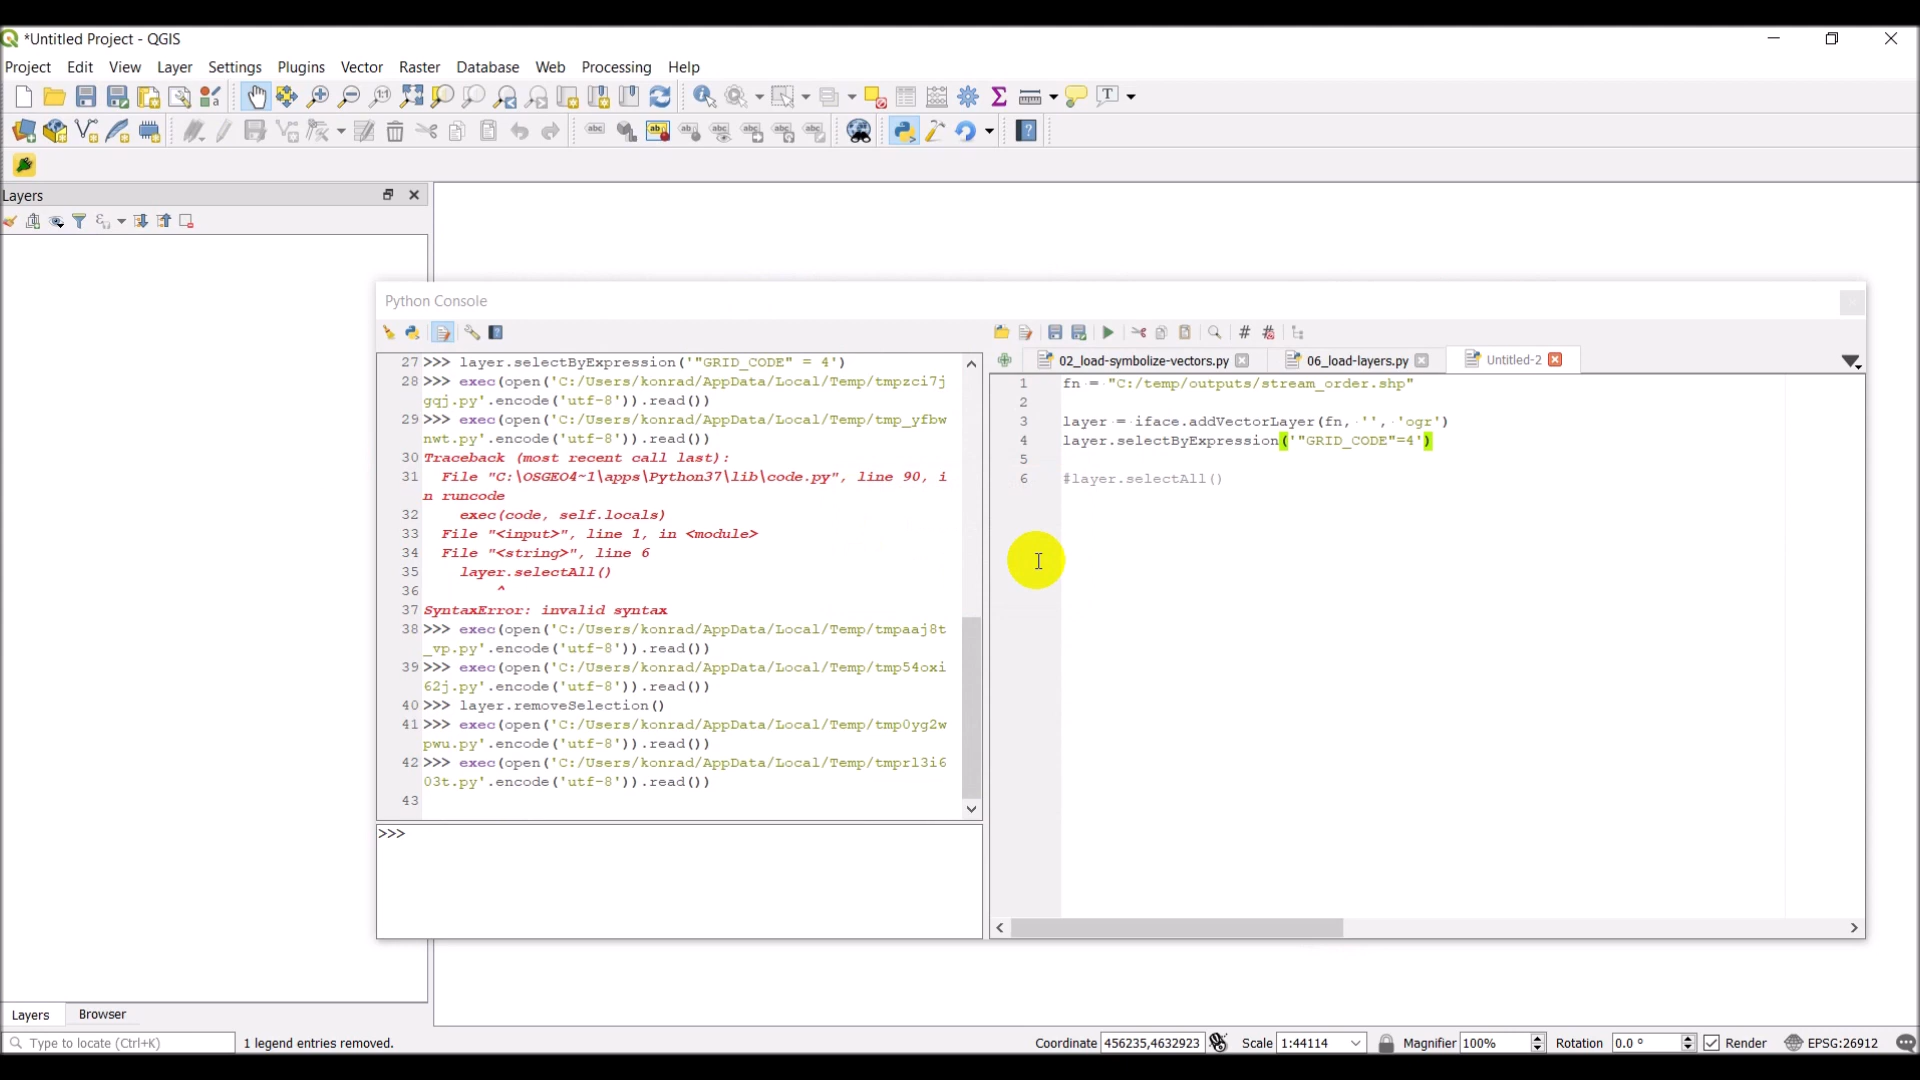 *Untitled Project - QGIS
Project Edit View Layer Settings Plugins Vector Raster Database Web Processing Help
Layers
Python Console
27 >>> layer.selectByExpression('"GRID_CODE" = 4')
28 >>> exec(open('C:/Users/konrad/AppData/Local/Temp/tmpzci7j
gqj.py'.encode('utf-8')).read())
29 >>> exec(open('C:/Users/konrad/AppData/Local/Temp/tmp_yfbw
nwt.py'.encode('utf-8')).read())
30 Traceback (most recent call last):
31 File "C:\OSGEO4~1\apps\Python37\lib\code.py", line 90, i
n runcode
32 exec(code, self.locals)
33 File "<input>", line 1, in <module>
34 File "<string>", line 6
35 layer.selectAll()
36 ^
37 SyntaxError: invalid syntax
38 >>> exec(open('C:/Users/konrad/AppData/Local/Temp/tmpaaj8t
_vp.py'.encode('utf-8')).read())
39 >>> exec(open('C:/Users/konrad/AppData/Local/Temp/tmp54oxi
62j.py'.encode('utf-8')).read())
40 >>> layer.removeSelection()
41 >>> exec(open('C:/Users/konrad/AppData/Local/Temp/tmp0yg2w
pwu.py'.encode('utf-8')).read())
42 >>> exec(open('C:/Users/konrad/AppData/Local/Temp/tmprl3i6
03t.py'.encode('utf-8')).read())
43
>>>
02_load-symbolize-vectors.py 06_load-layers.py Untitled-2
1 fn = "C:/temp/outputs/stream_order.shp"
2
3 layer = iface.addVectorLayer(fn, '', 'ogr')
4 layer.selectByExpression('"GRID_CODE"=4')
5
6 #layer.selectAll()
Layers Browser
Type to locate (Ctrl+K) 1 legend entries removed. Coordinate 456235,4632923 Scale 1:44114 Magnifier 100% Rotation 0.0 ° Render EPSG:26912